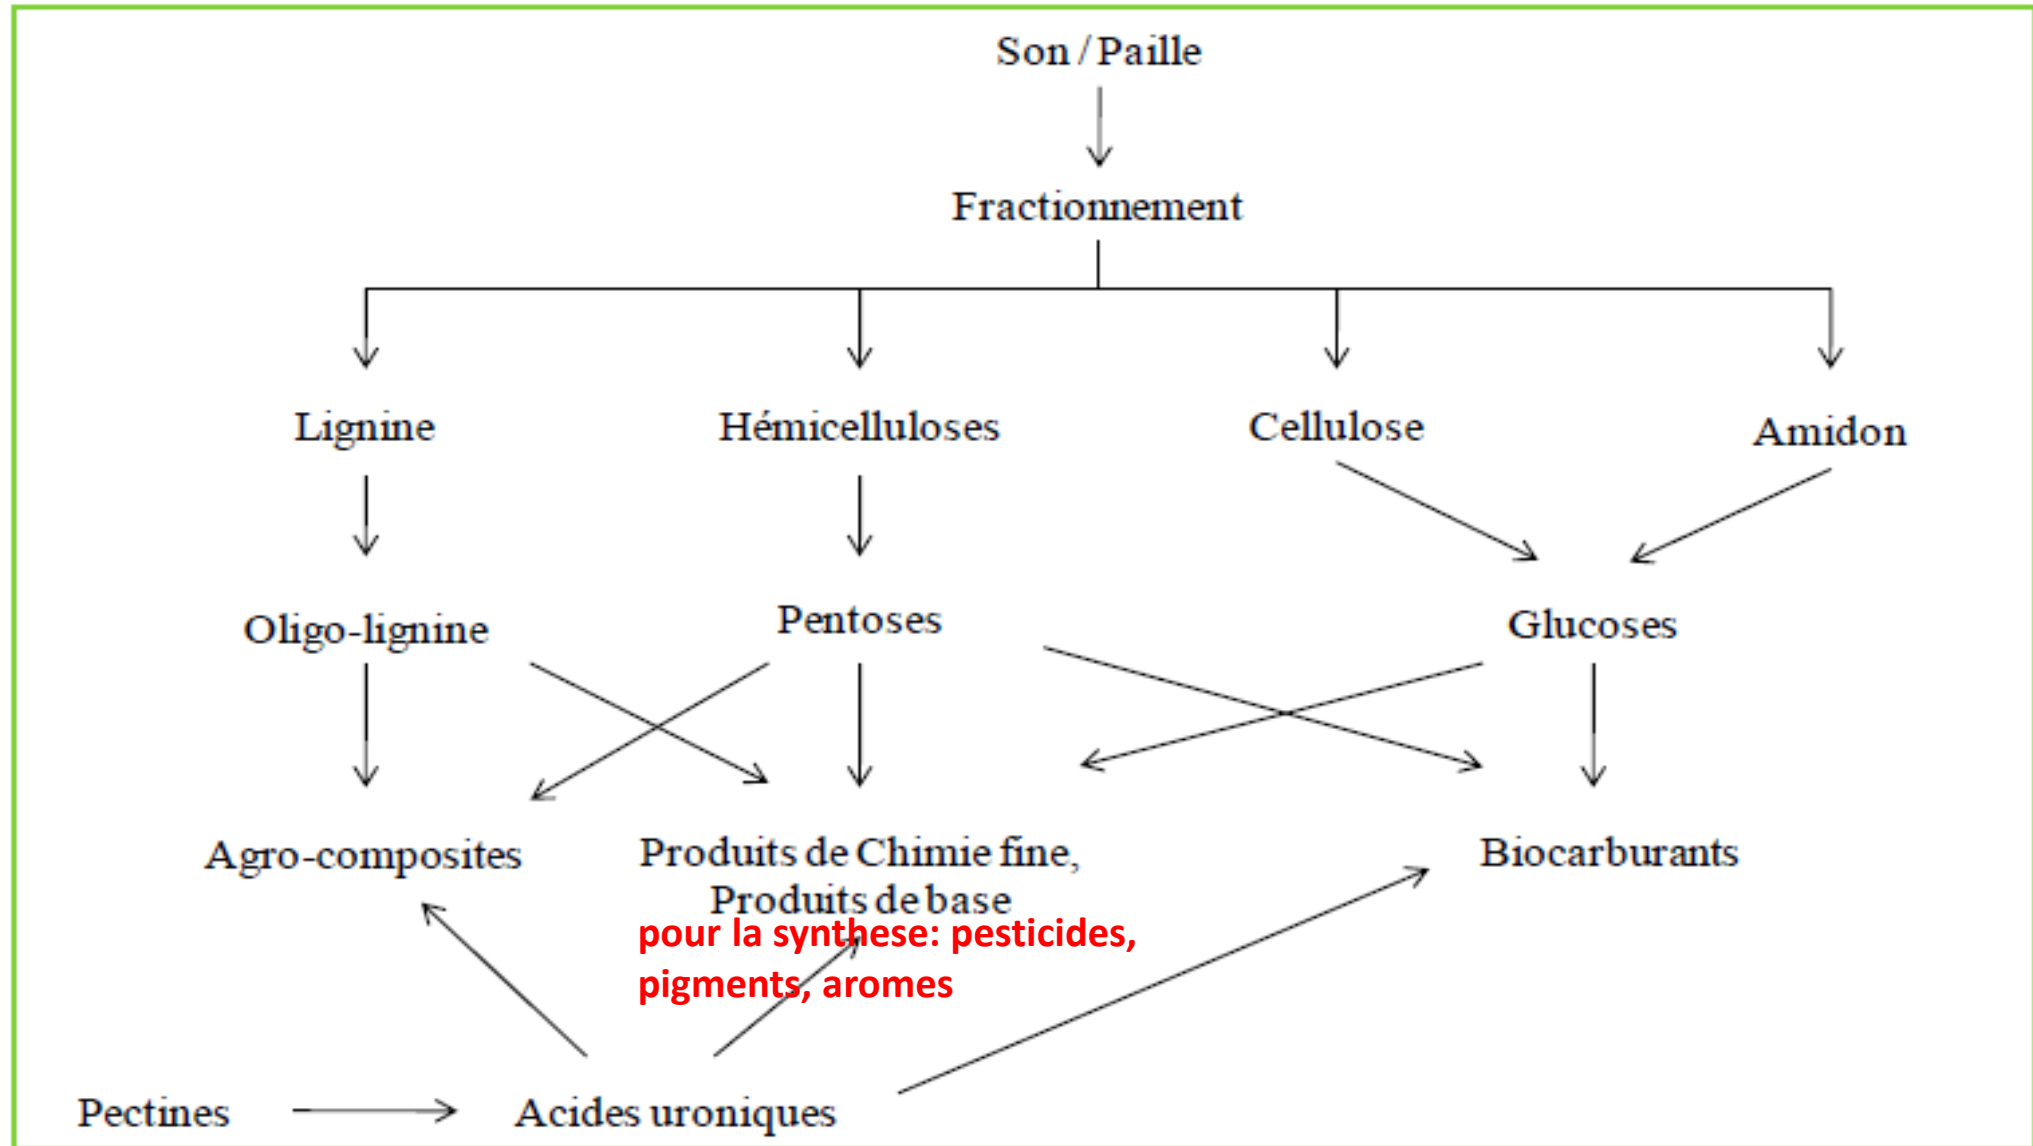 Son / Paille
Fractionnement
Lignine
Hémicelluloses
Cellulose
Amidon
Oligo-lignine
Pentoses
Glucoses
Agro-composites
Produits de Chimie fine,
Produits de base
pour la synthese: pesticides,
pigments, aromes
Biocarburants
Pectines
Acides uroniques